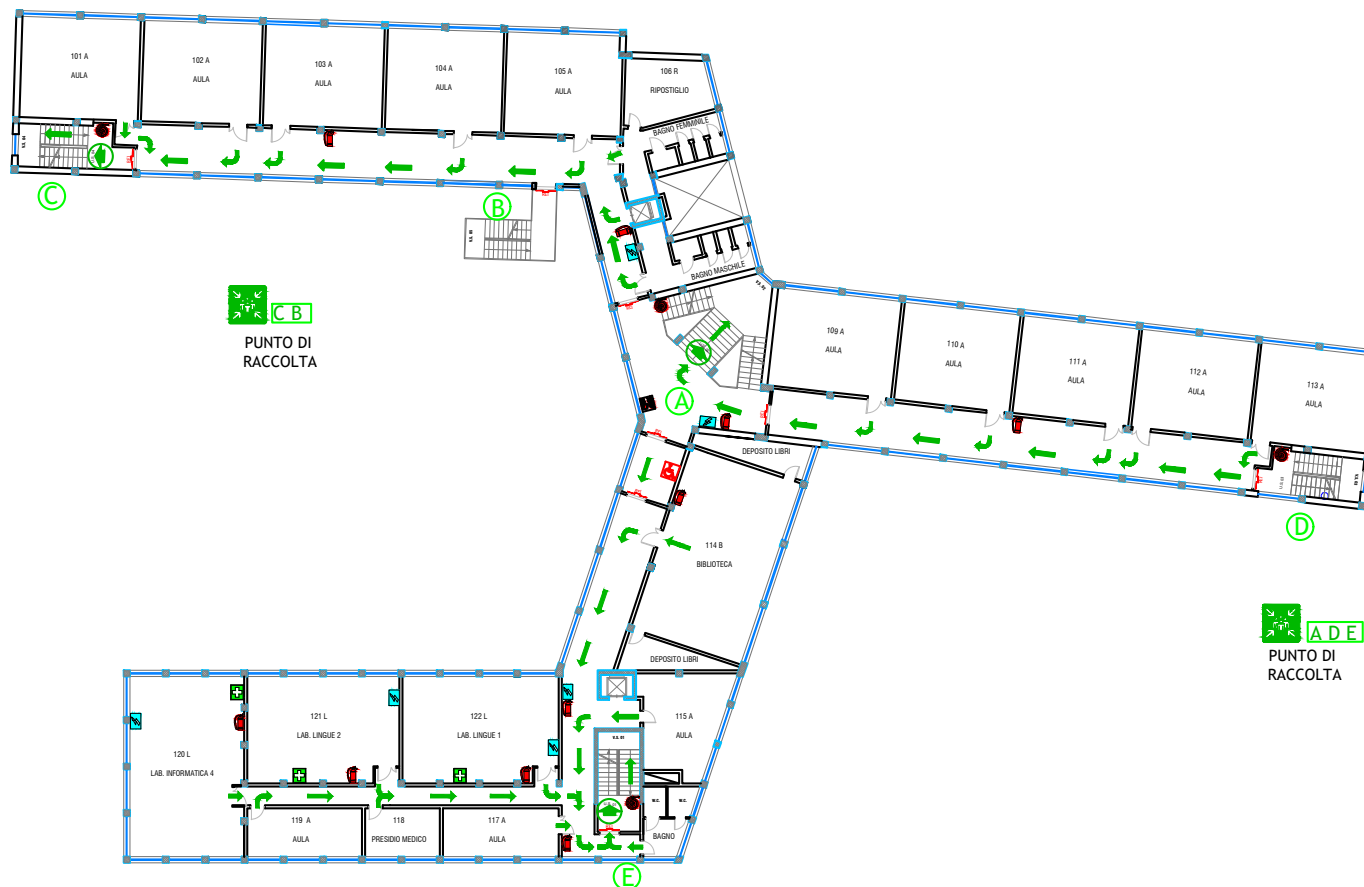 101 A
AULA
102 A
AULA
103 A
AULA
104 A
AULA
105 A
AULA
106 R
RIPOSTIGLIO
BAGNO FEMMINILE
BAGNO MASCHILE
C
B
A
C B
PUNTO DI
RACCOLTA
109 A
AULA
110 A
AULA
111 A
AULA
112 A
AULA
113 A
AULA
D
DEPOSITO LIBRI
114 B
BIBLIOTECA
DEPOSITO LIBRI
A D E
PUNTO DI
RACCOLTA
120 L
LAB. INFORMATICA 4
121 L
LAB. LINGUE 2
122 L
LAB. LINGUE 1
115 A
AULA
119 A
AULA
118
PRESIDIO MEDICO
117 A
AULA
W.C.
W.C.
BAGNO
E